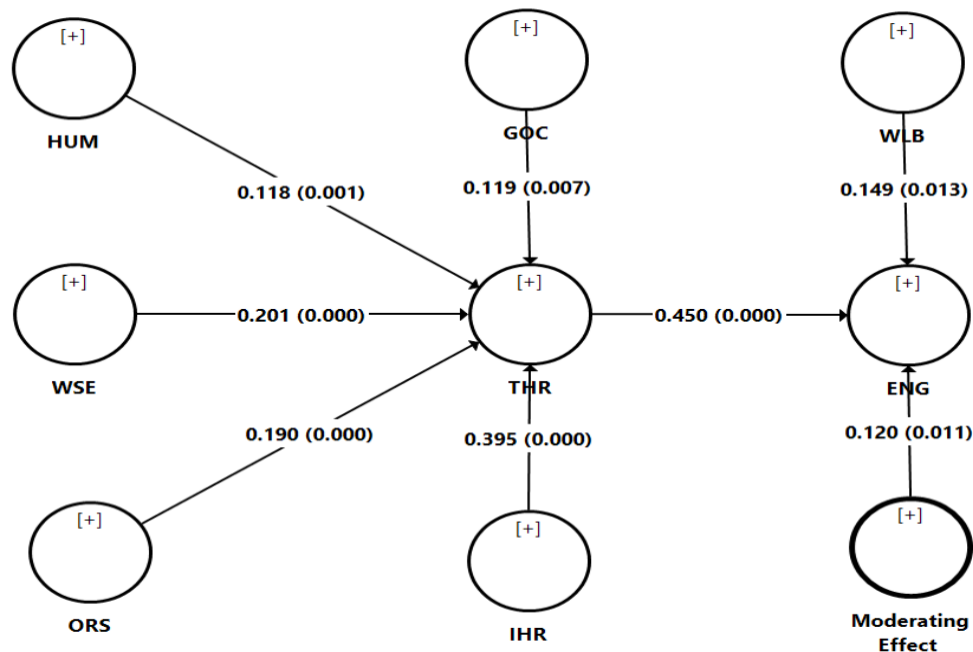 [+]
HUM
[+]
GOC
[+]
WLB
0.118 (0.001)
0.119 (0.007)
0.149 (0.013)
[+]
WSE
0.201 (0.000)
[+]
THR
0.450 (0.000)
[+]
ENG
0.190 (0.000)
0.395 (0.000)
0.120 (0.011)
[+]
ORS
[+]
IHR
[+]
Moderating
Effect